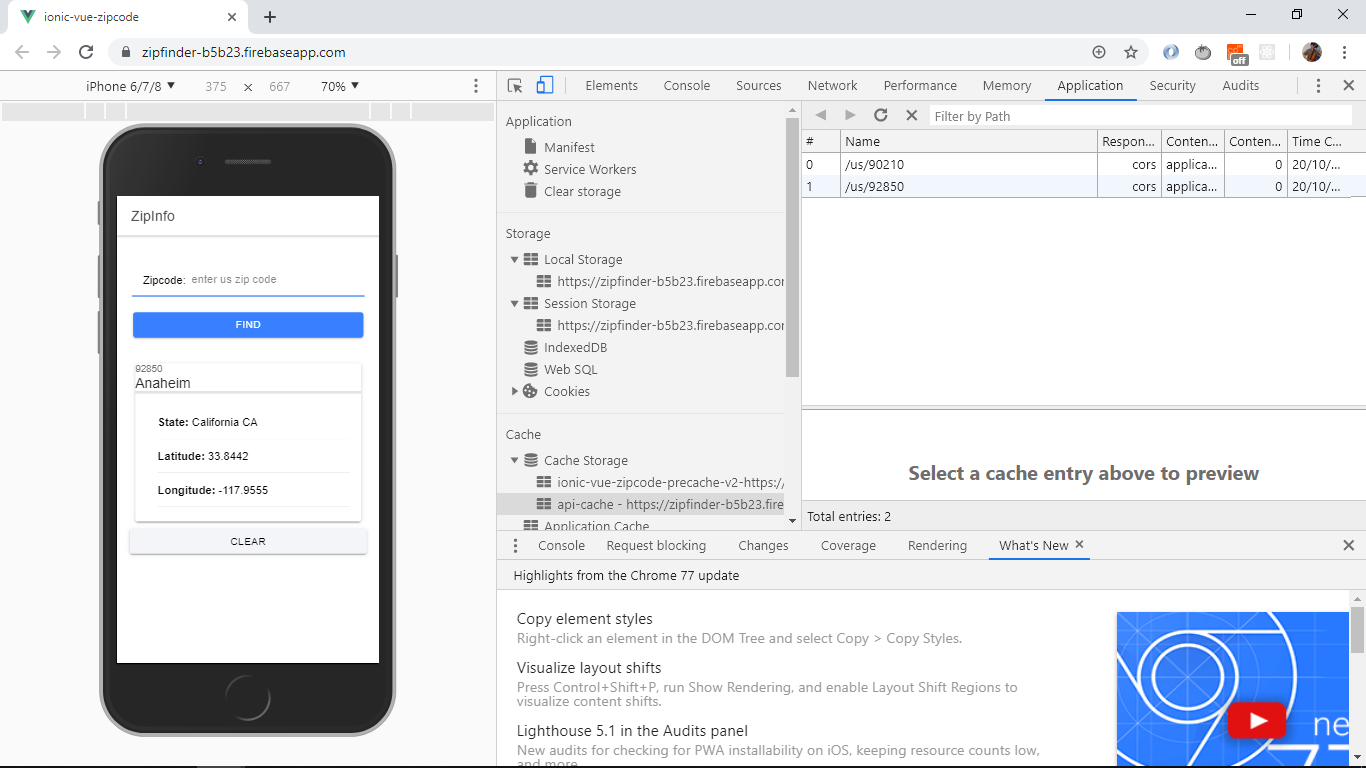 ionic-vue-zipcode
zipfinder-b5b23.firebaseapp.com
off
iPhone 6/7/8 375 × 667 70%
ZipInfo
Zipcode: enter us zip code
FIND
92850
Anaheim
State: California CA
Latitude: 33.8442
Longitude: -117.9555
CLEAR
Elements Console Sources Network Performance Memory Application Security Audits
Application
Manifest
Service Workers
Clear storage
Storage
Local Storage
https://zipfinder-b5b23.firebaseapp.cor
Session Storage
https://zipfinder-b5b23.firebaseapp.cor
IndexedDB
Web SQL
Cookies
Cache
Cache Storage
ionic-vue-zipcode-precache-v2-https:/
api-cache - https://zipfinder-b5b23.fire
Application Cache
Filter by Path
# Name Respon... Conten... Conten... Time C...
0 /us/90210 cors applica... 0 20/10/...
1 /us/92850 cors applica... 0 20/10/...
Select a cache entry above to preview
Total entries: 2
Console Request blocking Changes Coverage Rendering What's New
Highlights from the Chrome 77 update
Copy element styles
Right-click an element in the DOM Tree and select Copy > Copy Styles.
Visualize layout shifts
Press Control+Shift+P, run Show Rendering, and enable Layout Shift Regions to
visualize content shifts.
Lighthouse 5.1 in the Audits panel
New audits for checking for PWA installability on iOS, keeping resource counts low,
and more.
ne